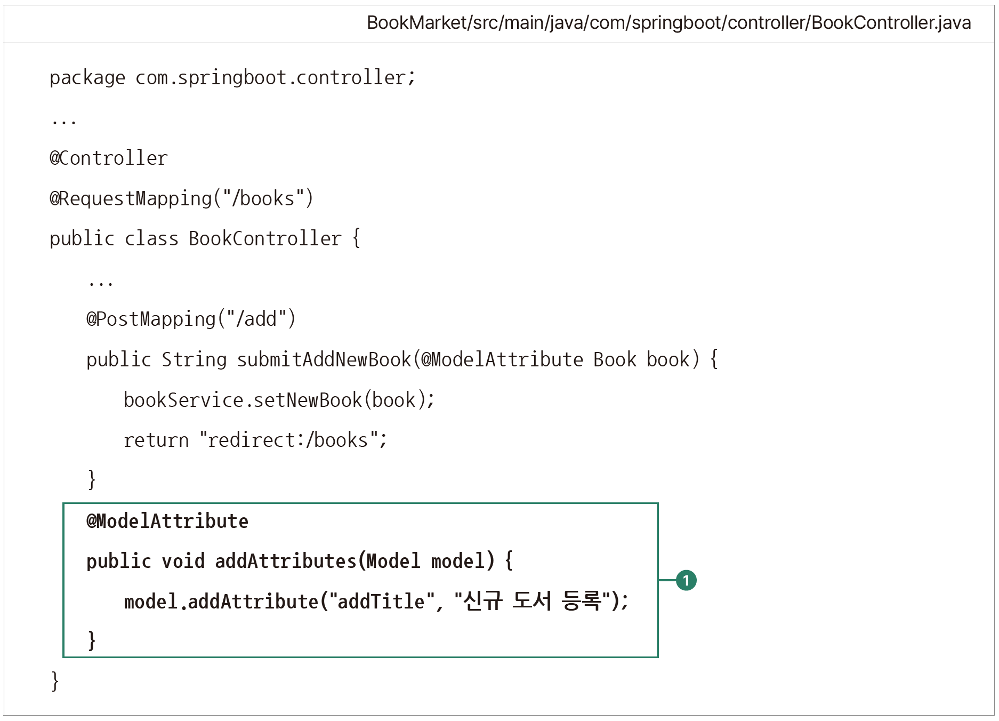 BookMarket/src/main/java/com/springboot/controller/BookController.java
package com.springboot.controller;
...
@Controller
@RequestMapping("/books")
public class BookController {
...
@PostMapping("/add")
public String submitAddNewBook(@ModelAttribute Book book) {
bookService.setNewBook(book);
return "redirect:/books";
}
@ModelAttribute
public void addAttributes(Model model) {
model.addAttribute("addTitle", "신규 도서 등록");
}
1
}